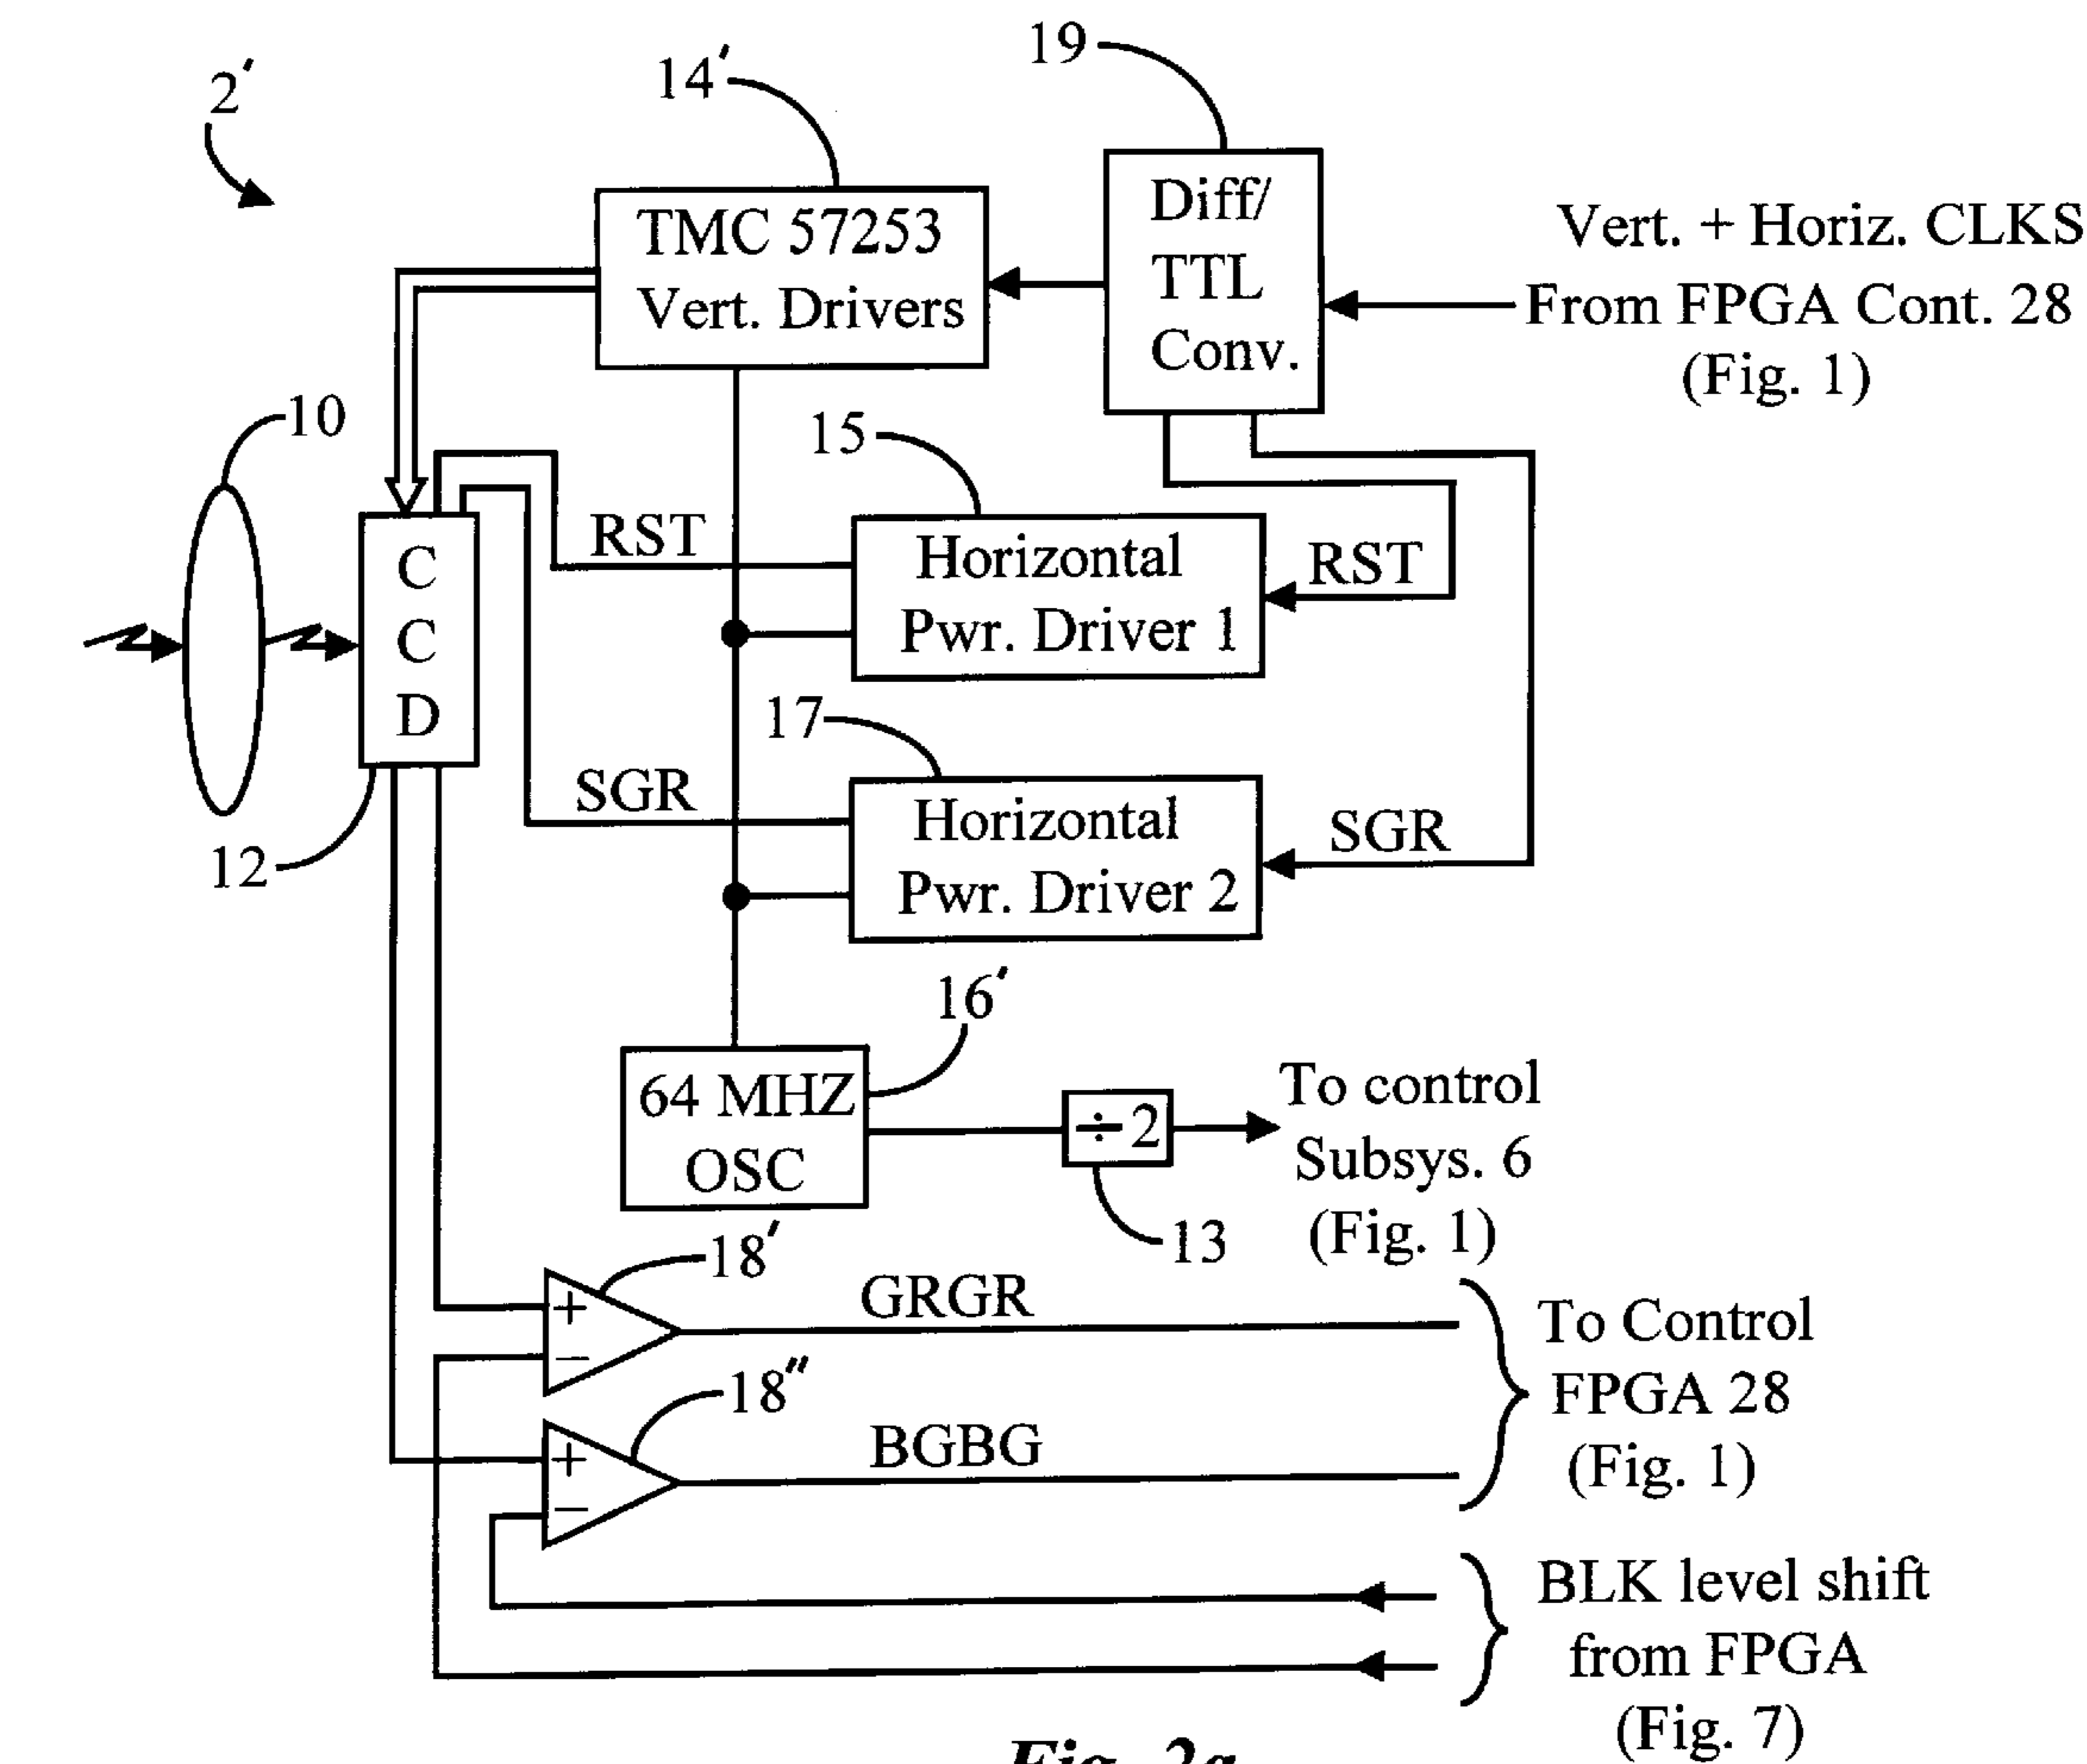 2'
14'
19
TMC 57253
Vert. Drivers
Diff/
TTL
Conv.
Vert. + Horiz. CLKS
From FPGA Cont. 28
(Fig. 1)
10
15
RST
Horizontal
Pwr. Driver 1
RST
C
C
D
17
SGR
Horizontal
Pwr. Driver 2
SGR
12
16'
64 MHZ
OSC
÷2
To control
Subsys. 6
(Fig. 1)
13
18'
+
−
GRGR
18"
+
−
BGBG
To Control
FPGA 28
(Fig. 1)
BLK level shift
from FPGA
(Fig. 7)
Fig. 2a